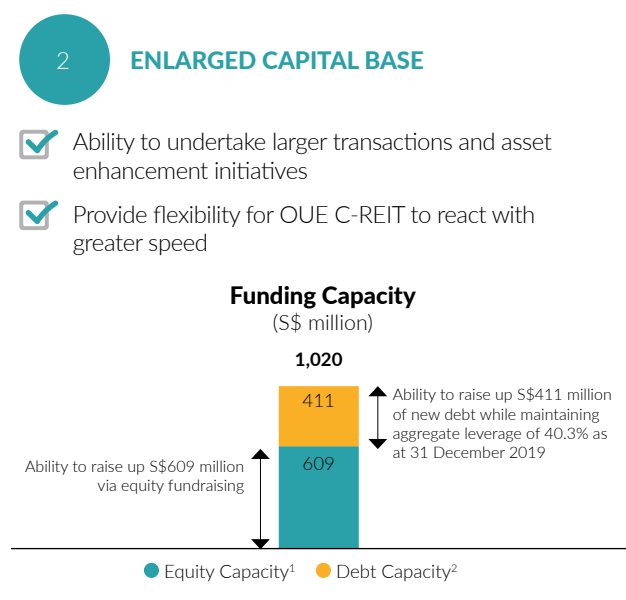 2
ENLARGED CAPITAL BASE
Ability to undertake larger transactions and asset
enhancement initiatives
Provide flexibility for OUE C-REIT to react with
greater speed
Funding Capacity
(S$ million)
1,020
411
Ability to raise up S$411 million
of new debt while maintaining
aggregate leverage of 40.3% as
at 31 December 2019
609
Ability to raise up S$609 million
via equity fundraising
Equity Capacity¹
Debt Capacity²